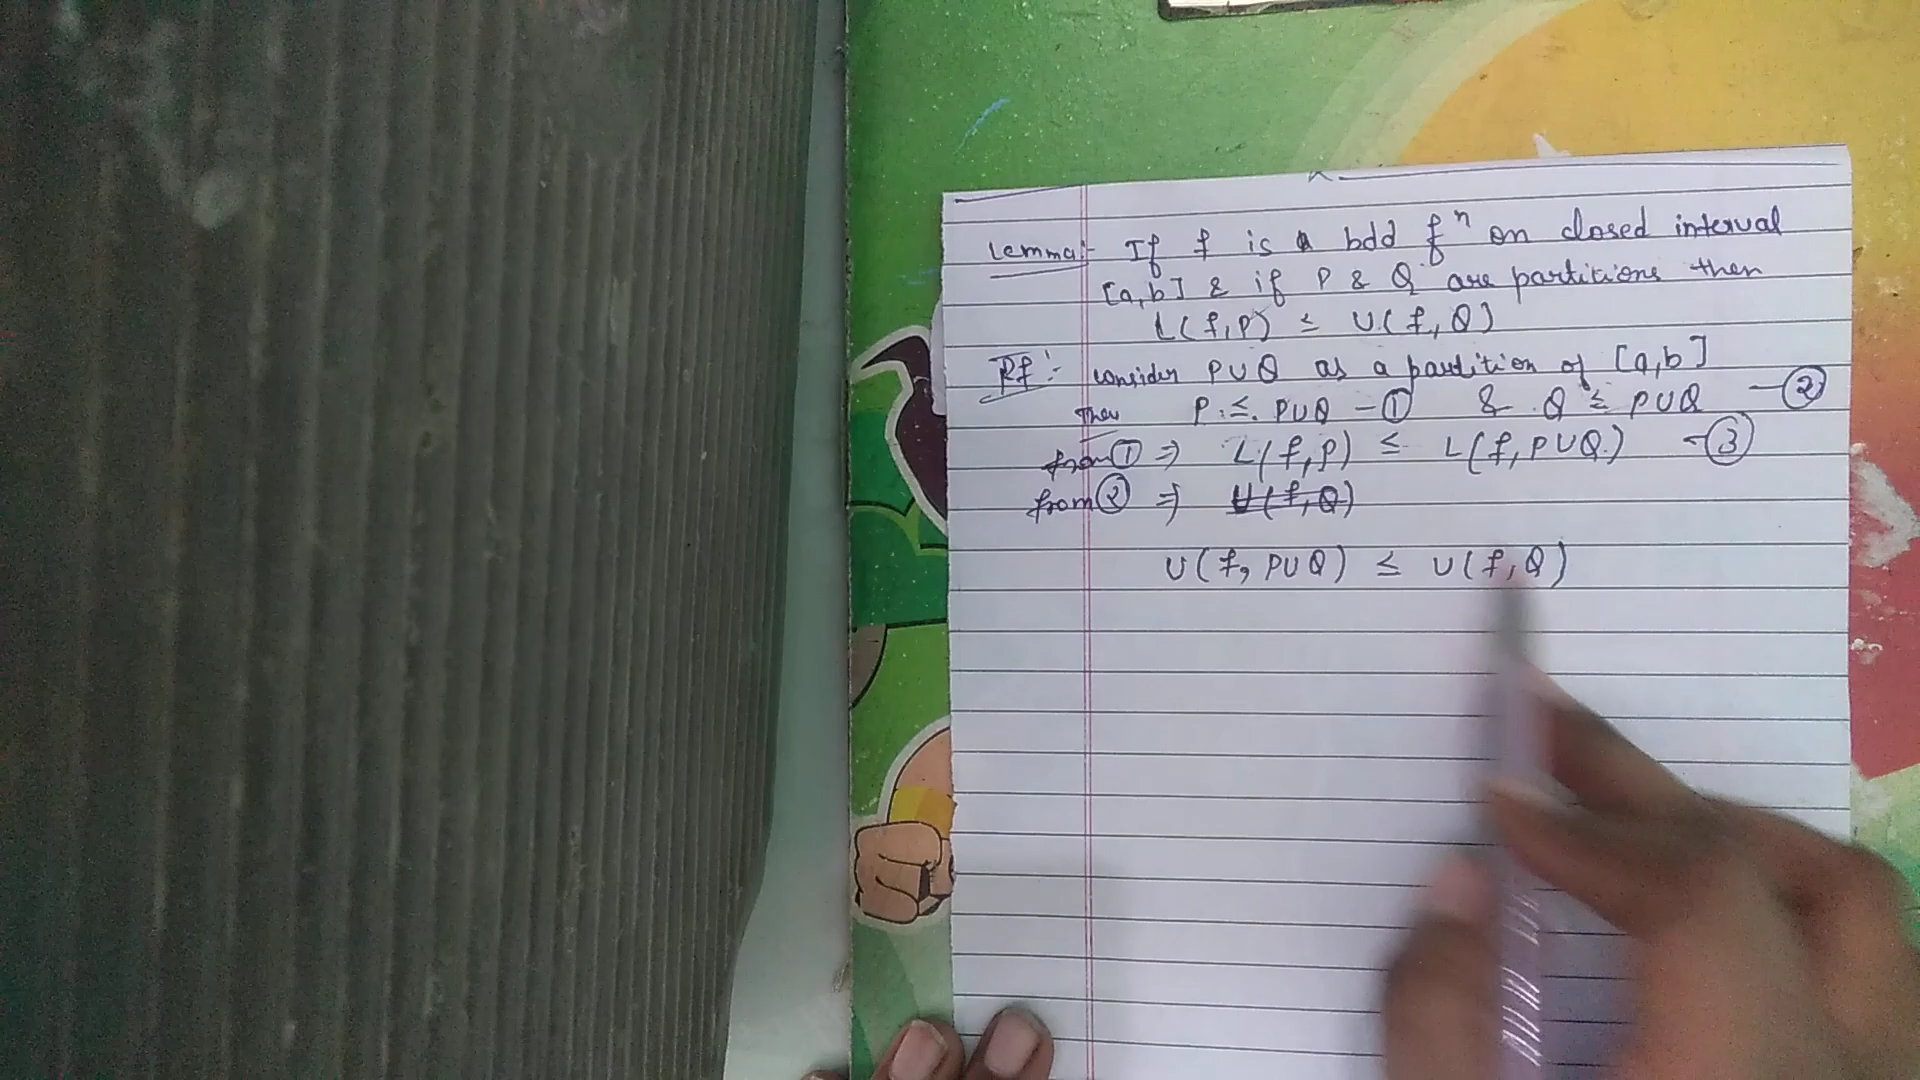 Lemma:- If f is a bdd fⁿ on closed interval
[a,b] & if P & Q are partitions then
L(f,P) ≤ U(f,Q)
Pf:- consider P∪Q as a partition of [a,b]
Then P ≤ P∪Q -① & Q ≤ P∪Q -②
from ① ⇒ L(f,P) ≤ L(f,P∪Q) -③
from ② ⇒ U(f,Q)
U(f,P∪Q) ≤ U(f,Q)